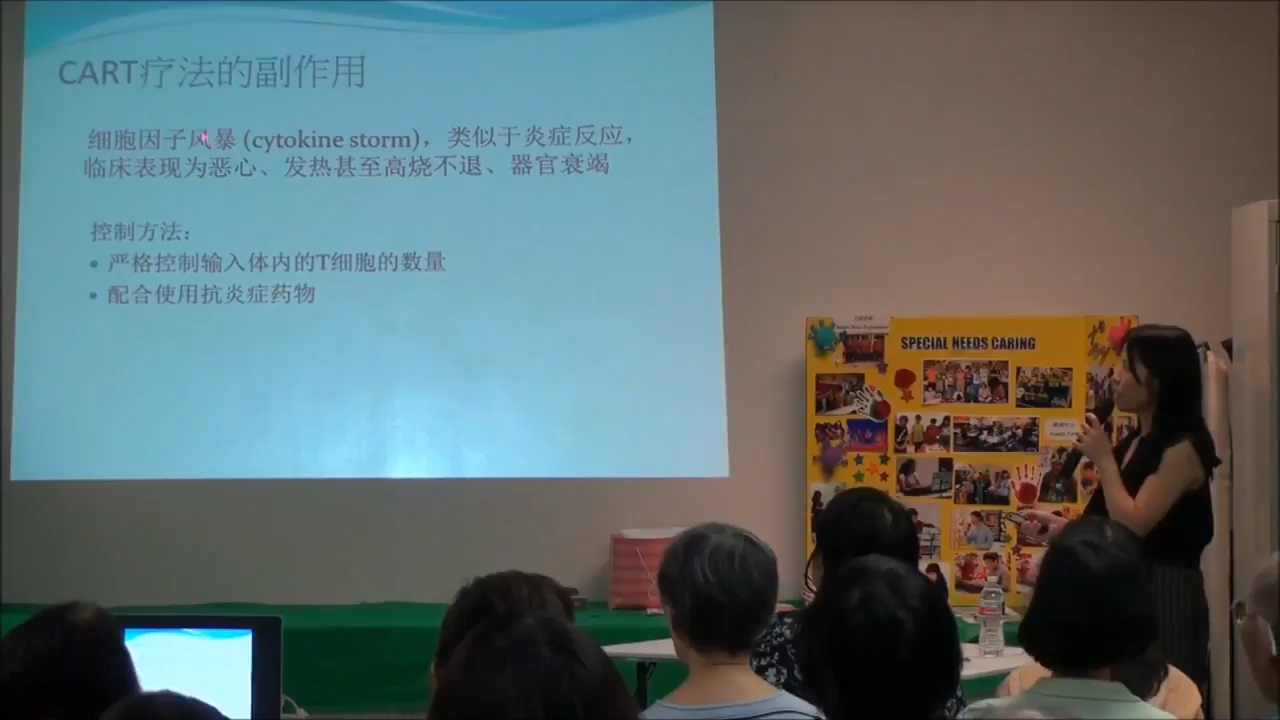 CART疗法的副作用
细胞因子风暴 (cytokine storm)，类似于炎症反应，
临床表现为恶心、发热甚至高烧不退、器官衰竭
控制方法：
• 严格控制输入体内的T细胞的数量
• 配合使用抗炎症药物
SPECIAL NEEDS CARING